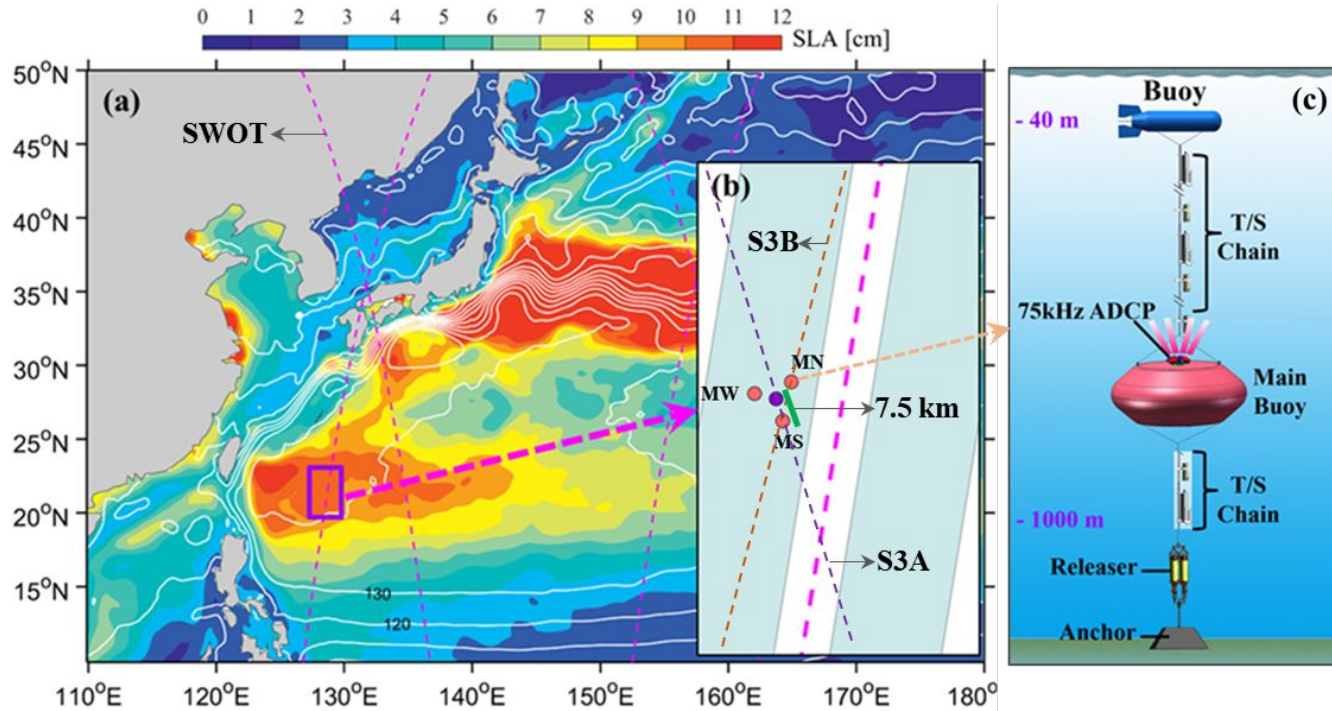 0 1 2 3 4 5 6 7 8 9 10 11 12
SLA [cm]
50°N
45°N
40°N
35°N
30°N
25°N
20°N
15°N
110°E 120°E 130°E 140°E 150°E 160°E 170°E 180°E
(a)
SWOT
130
120
(b)
S3B
MN
MW
7.5 km
MS
S3A
(c)
Buoy
- 40 m
T/S
Chain
75kHz ADCP
Main
Buoy
T/S
Chain
- 1000 m
Releaser
Anchor